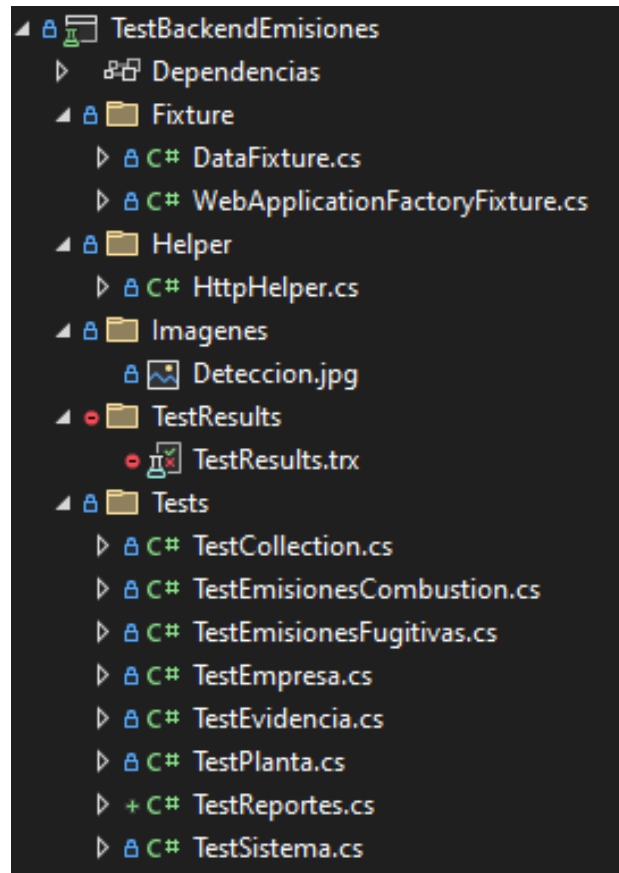 TestBackendEmisiones
Dependencias
Fixture
C# DataFixture.cs
C# WebApplicationFactoryFixture.cs
Helper
C# HttpHelper.cs
Imagenes
Deteccion.jpg
TestResults
TestResults.trx
Tests
C# TestCollection.cs
C# TestEmisionesCombustion.cs
C# TestEmisionesFugitivas.cs
C# TestEmpresa.cs
C# TestEvidencia.cs
C# TestPlanta.cs
+ C# TestReportes.cs
C# TestSistema.cs